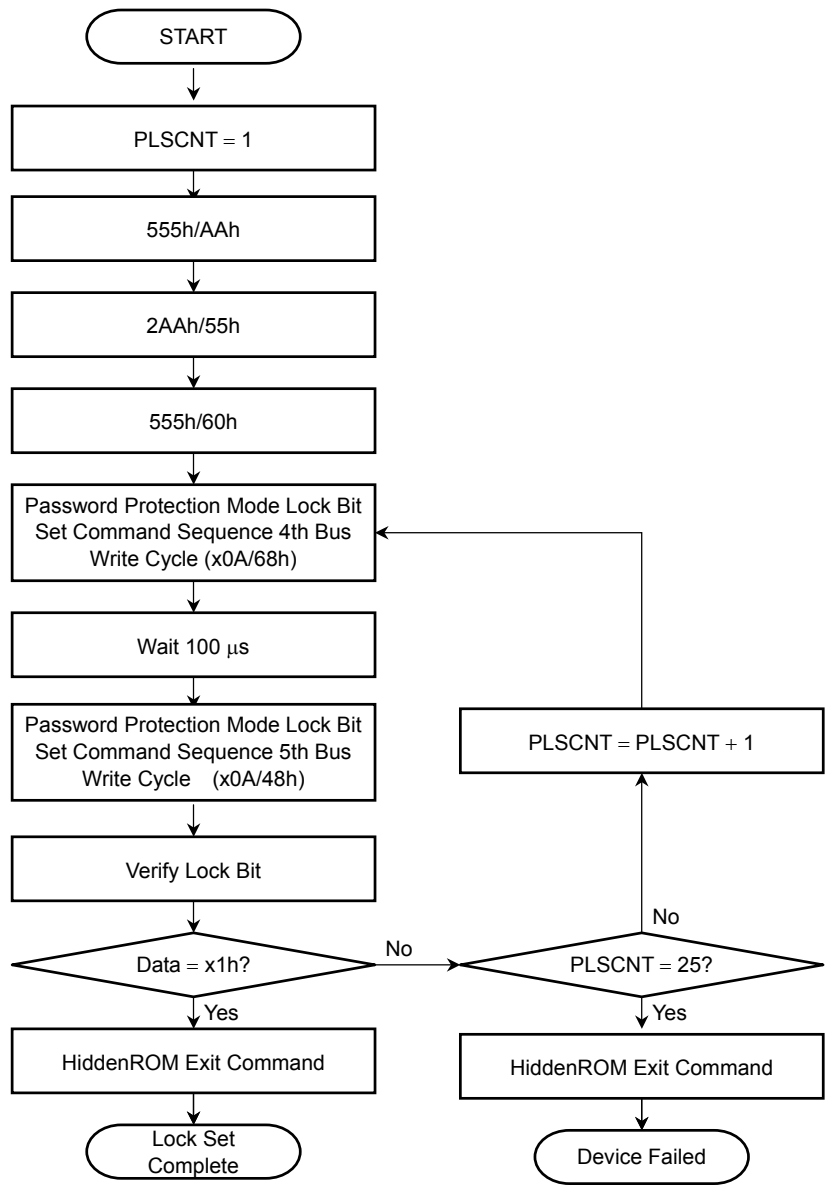 START
PLSCNT = 1
555h/AAh
2AAh/55h
555h/60h
Password Protection Mode Lock Bit
Set Command Sequence 4th Bus
Write Cycle (x0A/68h)
Wait 100 μs
Password Protection Mode Lock Bit
Set Command Sequence 5th Bus
Write Cycle (x0A/48h)
PLSCNT = PLSCNT + 1
Verify Lock Bit
Data = x1h?
No
PLSCNT = 25?
No
Yes
Yes
HiddenROM Exit Command
HiddenROM Exit Command
Lock Set
Complete
Device Failed